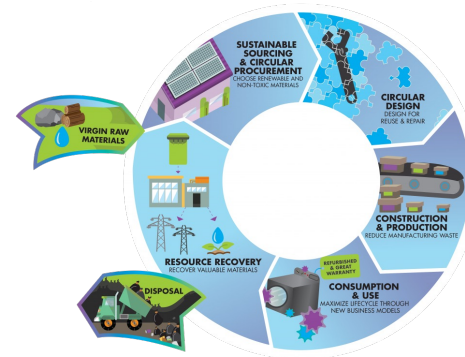 SUSTAINABLE
SOURCING
& CIRCULAR
PROCUREMENT
CHOOSE RENEWABLE AND
NON-TOXIC MATERIALS
CIRCULAR
DESIGN
DESIGN FOR
REUSE & REPAIR
VIRGIN RAW
MATERIALS
CONSTRUCTION
& PRODUCTION
REDUCE MANUFACTURING WASTE
RESOURCE RECOVERY
RECOVER VALUABLE MATERIALS
REFURBISHED
& GREAT
WARRANTY
CONSUMPTION
& USE
MAXIMIZE LIFECYCLE THROUGH
NEW BUSINESS MODELS
DISPOSAL